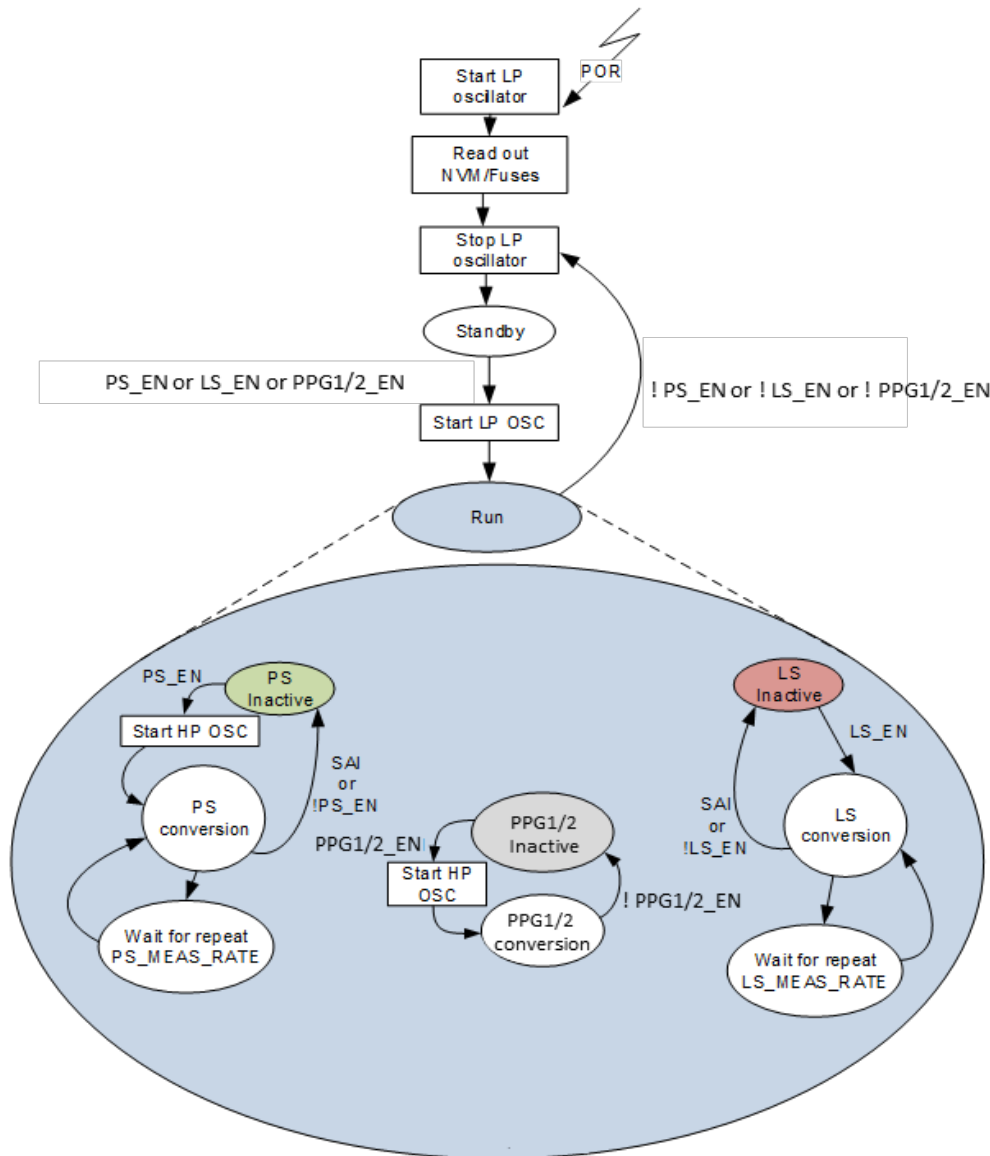 POR
Start LP
oscillator
Read out
NVM/Fuses
Stop LP
oscillator
Standby
PS_EN or LS_EN or PPG1/2_EN
! PS_EN or ! LS_EN or ! PPG1/2_EN
Start LP OSC
Run
PS_EN
PS
Inactive
Start HP OSC
SAI
or
!PS_EN
PS
conversion
Wait for repeat
PS_MEAS_RATE
PPG1/2_EN
PPG1/2
Inactive
Start HP
OSC
! PPG1/2_EN
PPG1/2
conversion
LS
Inactive
LS_EN
SAI
or
!LS_EN
LS
conversion
Wait for repeat
LS_MEAS_RATE